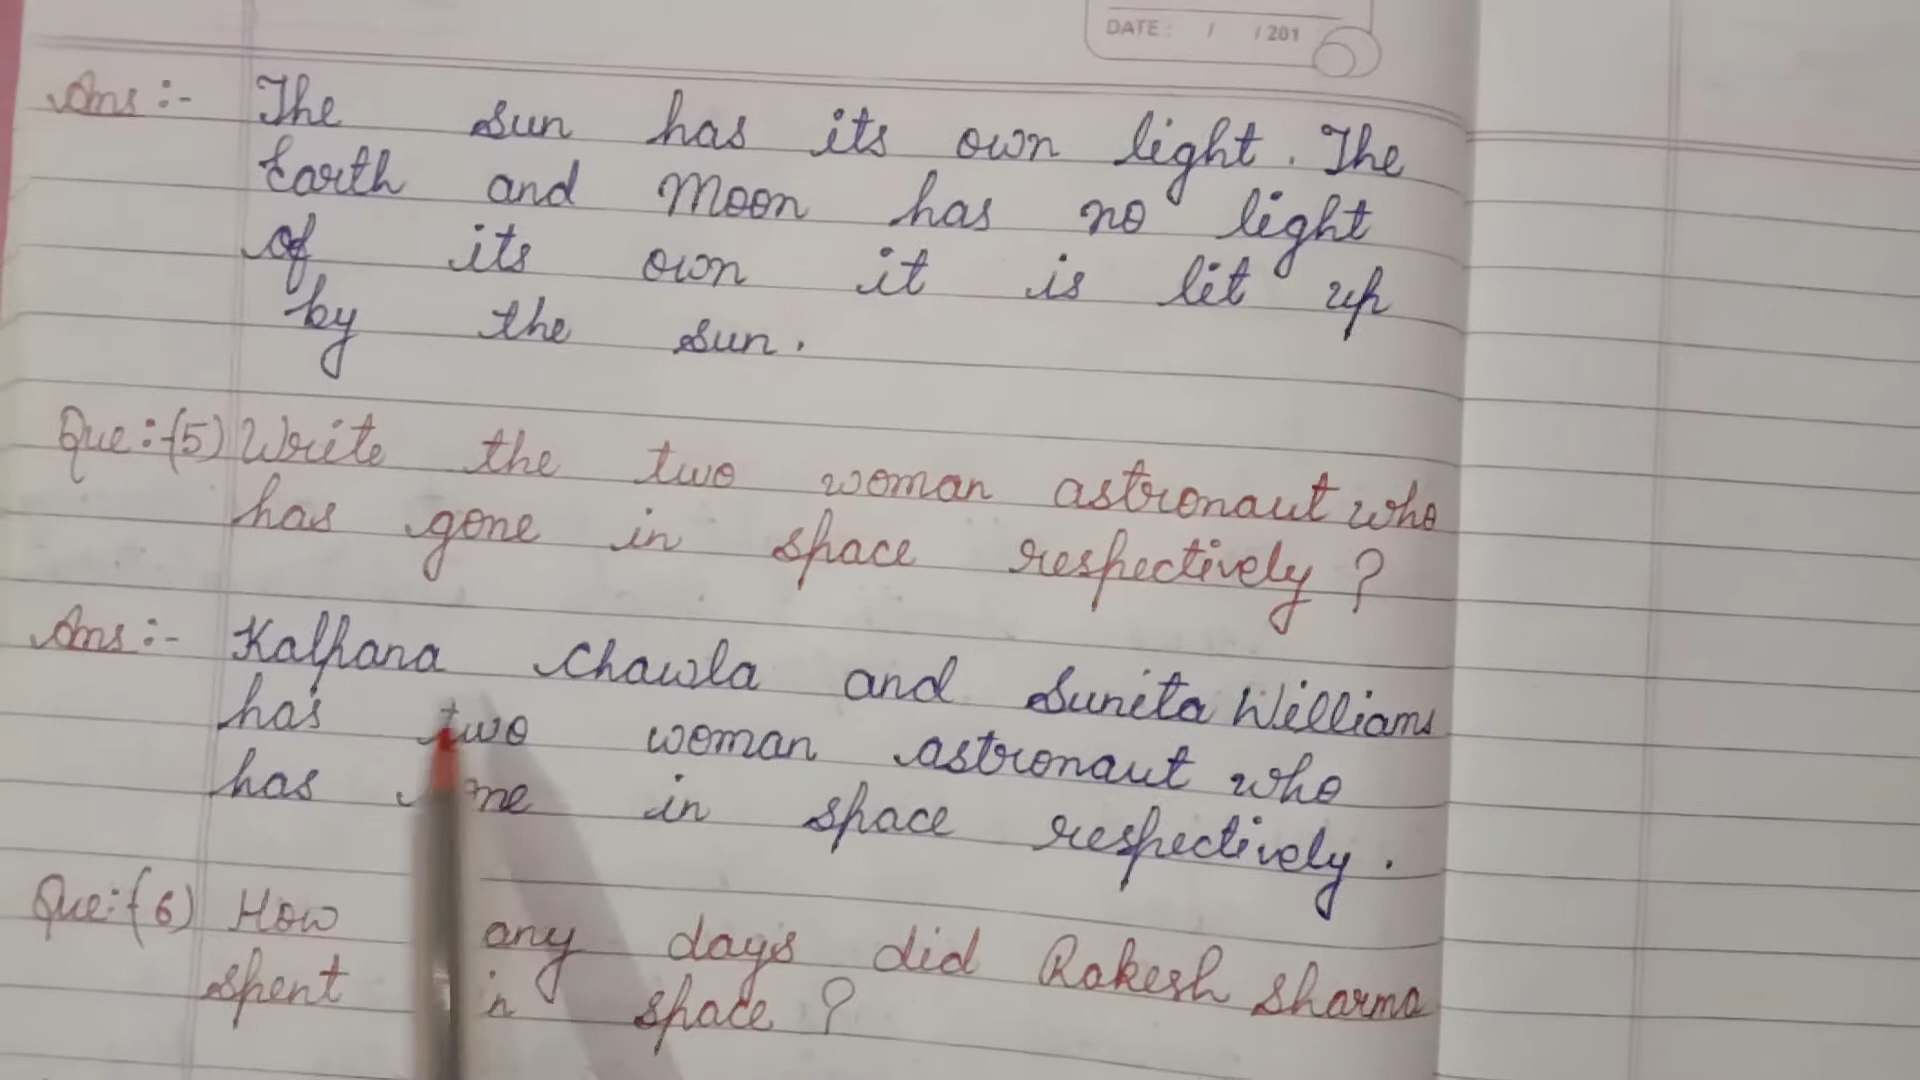 DATE: / /201
Ans:- The sun has its own light. The
Earth and Moon has no light
of its own it is lit up
by the sun.
Que:-(5) Write the two woman astronaut who
has gone in space respectively?
Ans:- Kalpana Chawla and Sunita Williams
has two woman astronaut who
has in space respectively.
Que:-(6) How days did Rakesh Sharma
spent space?